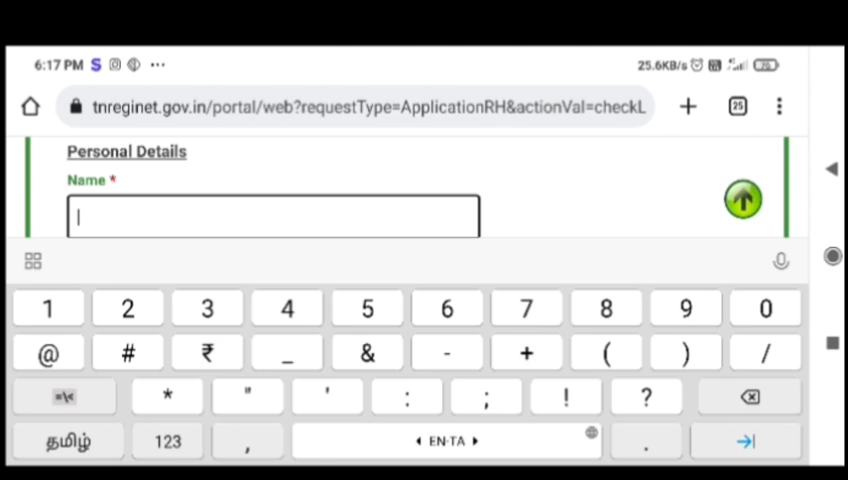 6:17 PM S ...
25.6KB/s 70
tnreginet.gov.in/portal/web?requestType=ApplicationRH&actionVal=checkL
25
Personal Details
Name *
1 2 3 4 5 6 7 8 9 0
@ # ₹ _ & - + ( ) /
=\< * " ' : ; ! ?
தமிழ் 123 , EN-TA .